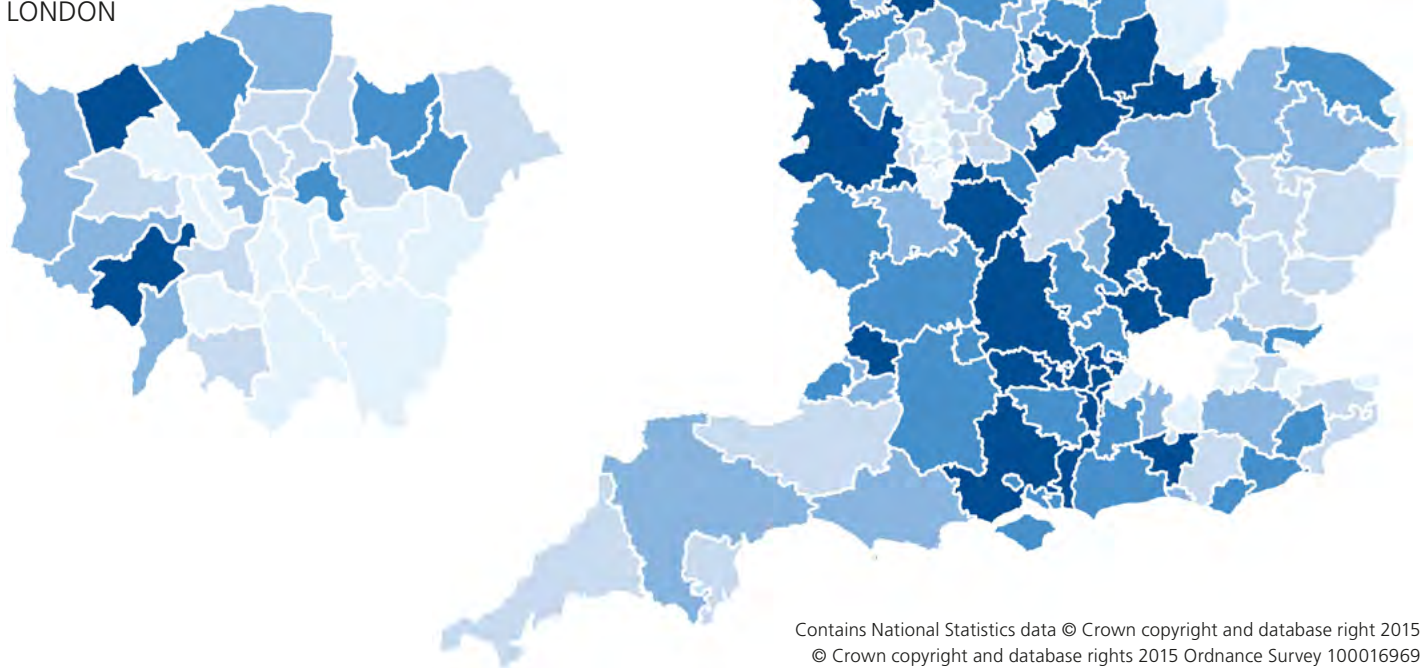 LONDON
Contains National Statistics data © Crown copyright and database right 2015
© Crown copyright and database rights 2015 Ordnance Survey 100016969